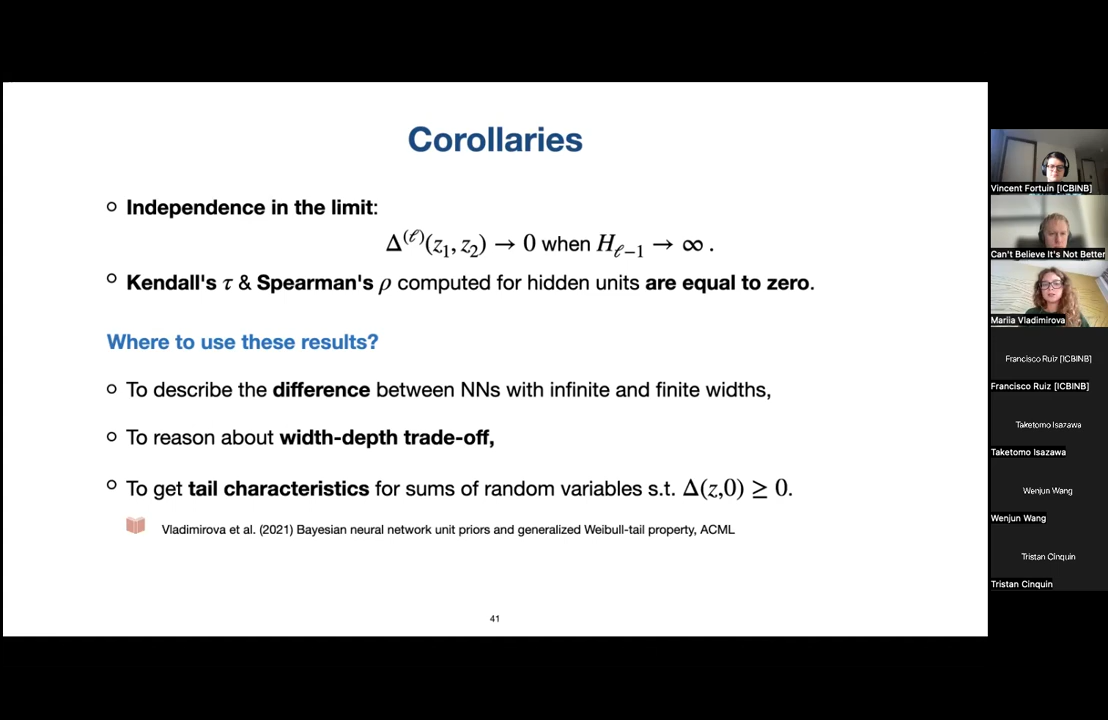 Corollaries
Independence in the limit:
Δ^(ℓ)(z₁, z₂) → 0 when H_ℓ₋₁ → ∞ .
Kendall's τ & Spearman's ρ computed for hidden units are equal to zero.
Where to use these results?
To describe the difference between NNs with infinite and finite widths,
To reason about width-depth trade-off,
To get tail characteristics for sums of random variables s.t. Δ(z,0) ≥ 0.
Vladimirova et al. (2021) Bayesian neural network unit priors and generalized Weibull-tail property, ACML
41
Vincent Fortuin [ICBINB]
Can't Believe It's Not Better
Mariia Vladimirova
Francisco Ruiz [ICBINB]
Francisco Ruiz [ICBINB]
Taketomo Isazawa
Taketomo Isazawa
Wenjun Wang
Wenjun Wang
Tristan Cinquin
Tristan Cinquin